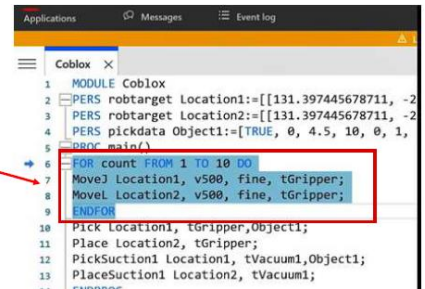 Applications Messages Event log
Coblox ×
1 MODULE Coblox
2 PERS robtarget Location1:=[[131.397445678711, -2
3 PERS robtarget Location2:=[[131.397445678711, -2
4 PERS pickdata Object1:=[TRUE, 0, 4.5, 10, 0, 1,
5 PROC main()
6 FOR count FROM 1 TO 10 DO
7 MoveJ Location1, v500, fine, tGripper;
8 MoveL Location2, v500, fine, tGripper;
9 ENDFOR
10 Pick Location1, tGripper,Object1;
11 Place Location2, tGripper;
12 PickSuction1 Location1, tVacuum1,Object1;
13 PlaceSuction1 Location2, tVacuum1;
ENDPROC